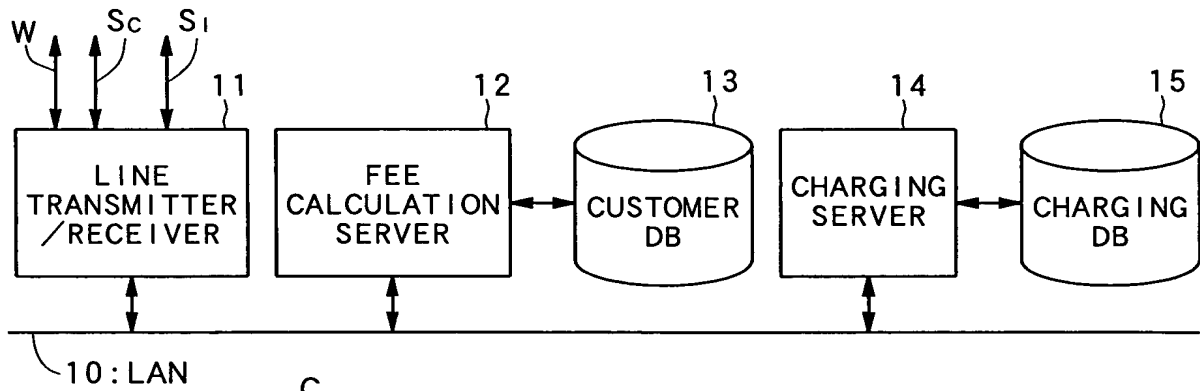 W
Sc
S1
11
12
13
14
15
LINE
TRANSMITTER
/RECEIVER
FEE
CALCULATION
SERVER
CUSTOMER
DB
CHARGING
SERVER
CHARGING
DB
10:LAN